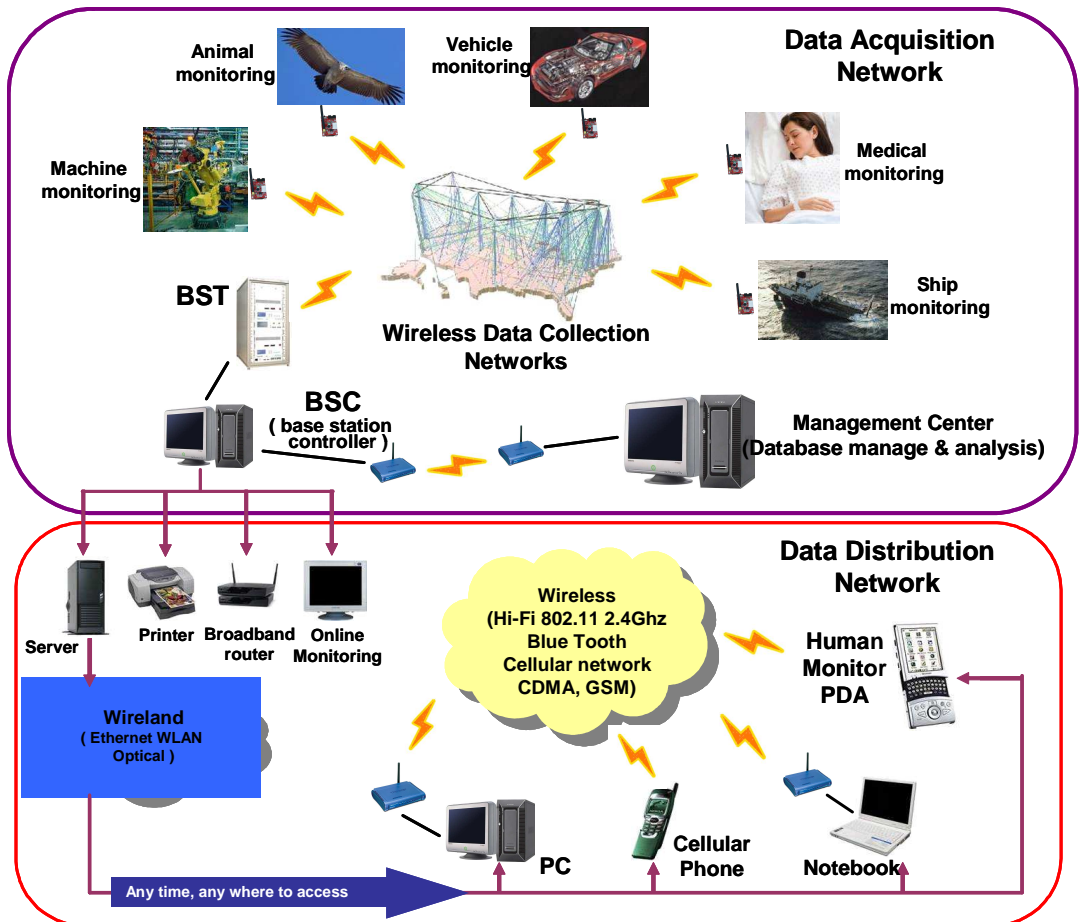 Data Acquisition
Network
Animal
monitoring
Vehicle
monitoring
Machine
monitoring
Medical
monitoring
BST
Ship
monitoring
Wireless Data Collection
Networks
BSC
( base station
controller )
Management Center
(Database manage & analysis)
Data Distribution
Network
Server
Printer
Broadband
router
Online
Monitoring
Wireless
(Hi-Fi 802.11 2.4Ghz
Blue Tooth
Cellular network
CDMA, GSM)
Human
Monitor
PDA
Wireland
( Ethernet WLAN
Optical )
PC
Cellular
Phone
Notebook
Any time, any where to access